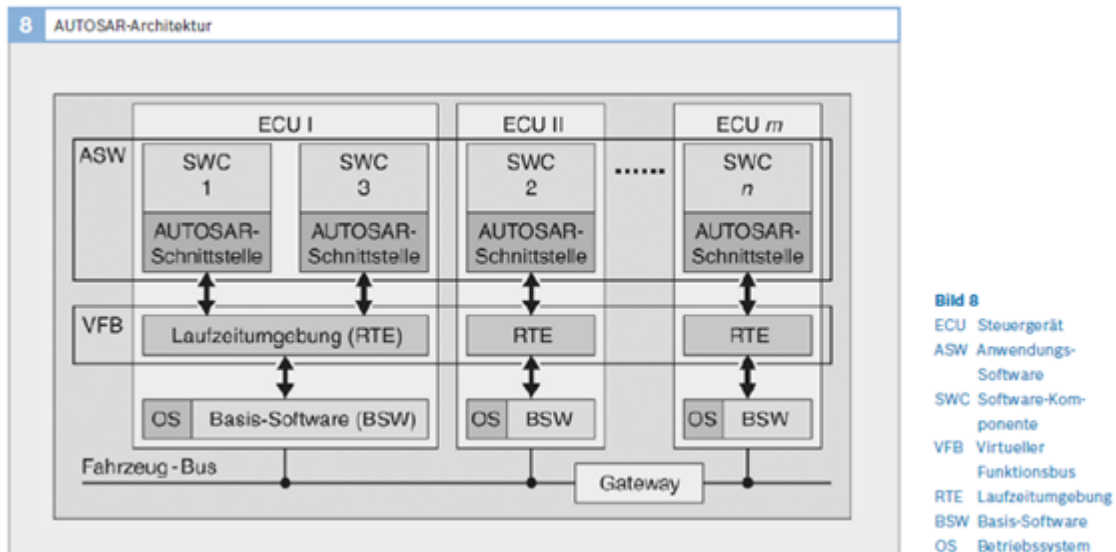 8 AUTOSAR-Architektur
ECU I ECU II ECU m
ASW
SWC SWC SWC SWC
1 3 2 ...... n
AUTOSAR- AUTOSAR- AUTOSAR- AUTOSAR-
Schnittstelle Schnittstelle Schnittstelle Schnittstelle
VFB
Laufzeitumgebung (RTE) RTE RTE
OS Basis-Software (BSW) OS BSW OS BSW
Fahrzeug-Bus
Gateway
Bild 8
ECU Steuergerät
ASW Anwendungs-
Software
SWC Software-Kom-
ponente
VFB Virtueller
Funktionsbus
RTE Laufzeitumgebung
BSW Basis-Software
OS Betriebssystem